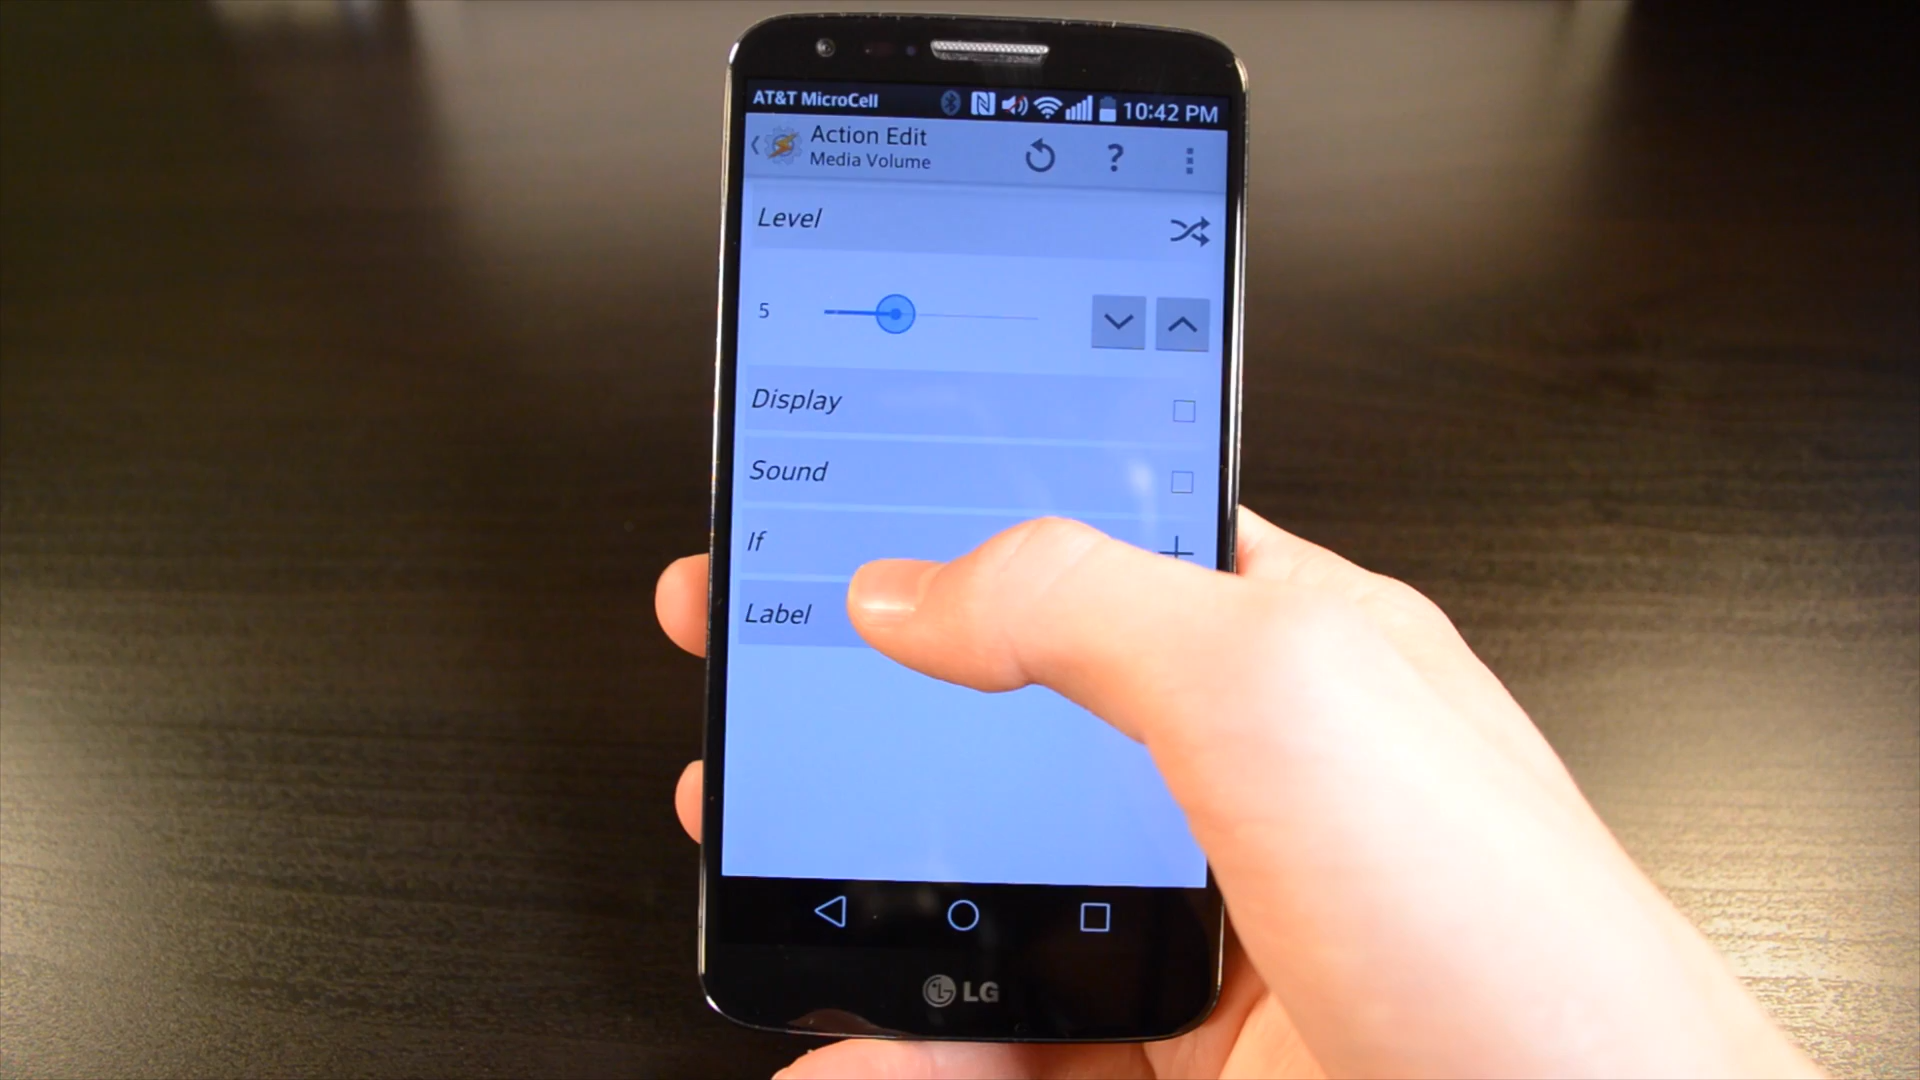 AT&T MicroCell 10:42 PM
Action Edit
Media Volume
?
Level
5
Display
Sound
If
Label
LG